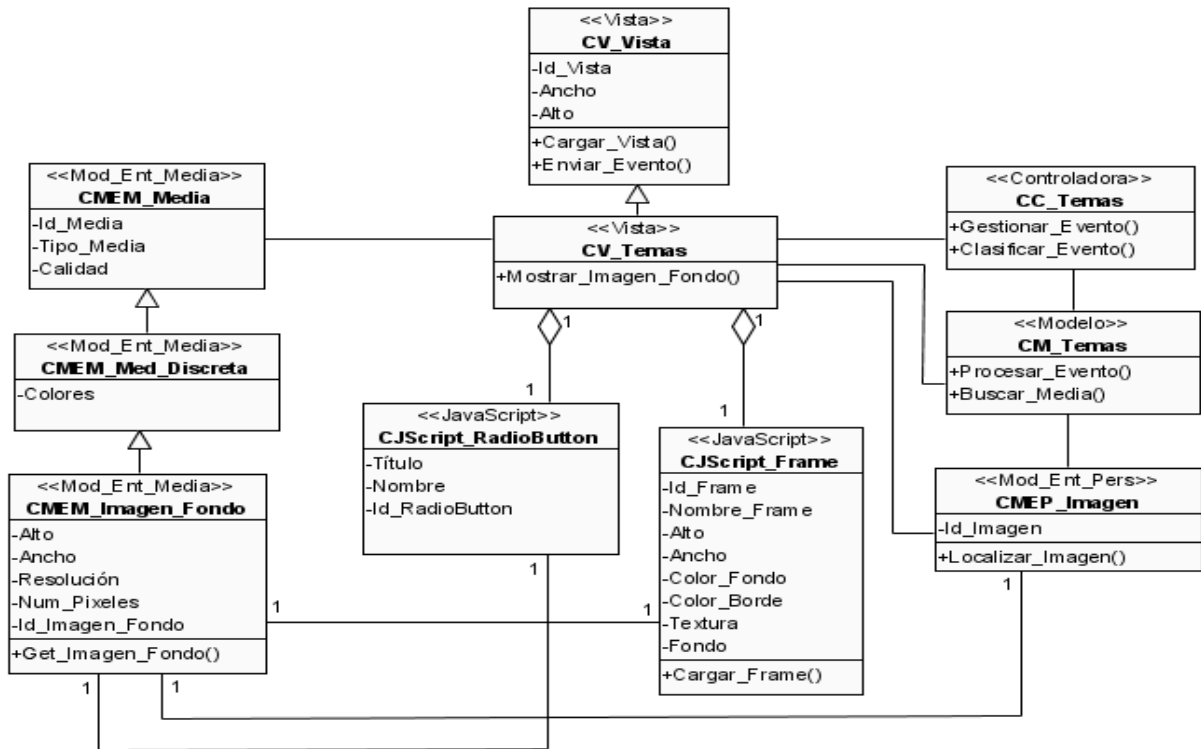 <<Vista>>
CV_Vista
-Id_Vista
-Ancho
-Alto
+Cargar_Vista()
+Enviar_Evento()
<<Mod_Ent_Media>>
CMEM_Media
-Id_Media
-Tipo_Media
-Calidad
<<Vista>>
CV_Temas
+Mostrar_Imagen_Fondo()
<<Controladora>>
CC_Temas
+Gestionar_Evento()
+Clasificar_Evento()
1
1
<<Mod_Ent_Media>>
CMEM_Med_Discreta
-Colores
<<Modelo>>
CM_Temas
+Procesar_Evento()
+Buscar_Media()
1
1
<<JavaScript>>
CJScript_RadioButton
-Título
-Nombre
-Id_RadioButton
1
<<JavaScript>>
CJScript_Frame
-Id_Frame
-Nombre_Frame
-Alto
-Ancho
-Color_Fondo
-Color_Borde
-Textura
-Fondo
+Cargar_Frame()
<<Mod_Ent_Pers>>
CMEP_Imagen
-Id_Imagen
+Localizar_Imagen()
1
<<Mod_Ent_Media>>
CMEM_Imagen_Fondo
-Alto
-Ancho
-Resolución
-Num_Pixeles
-Id_Imagen_Fondo
+Get_Imagen_Fondo()
1
1
1
1